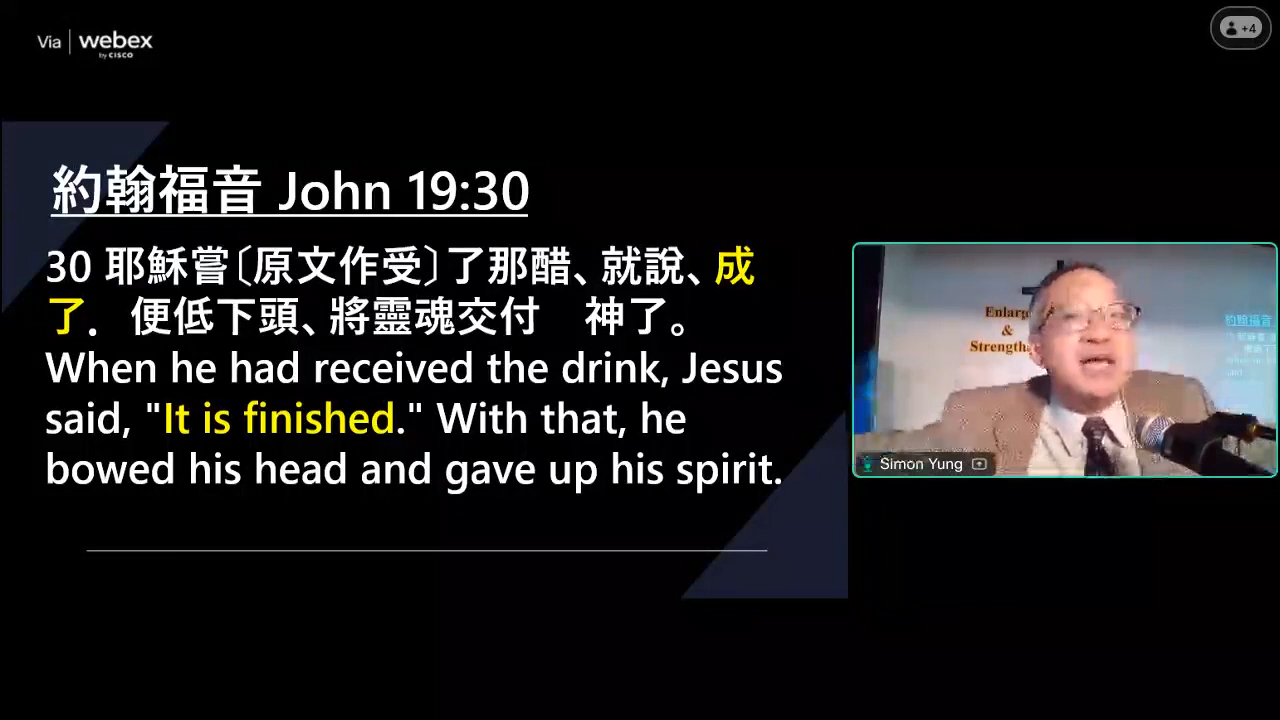 Via webex
by CISCO
+4
約翰福音 John 19:30
30 耶穌嘗〔原文作受〕了那醋、就說、成
了． 便低下頭、將靈魂交付　神了。
When he had received the drink, Jesus
said, "It is finished." With that, he
bowed his head and gave up his spirit.
Enlarg
&
Strength
約翰福音
Simon Yung